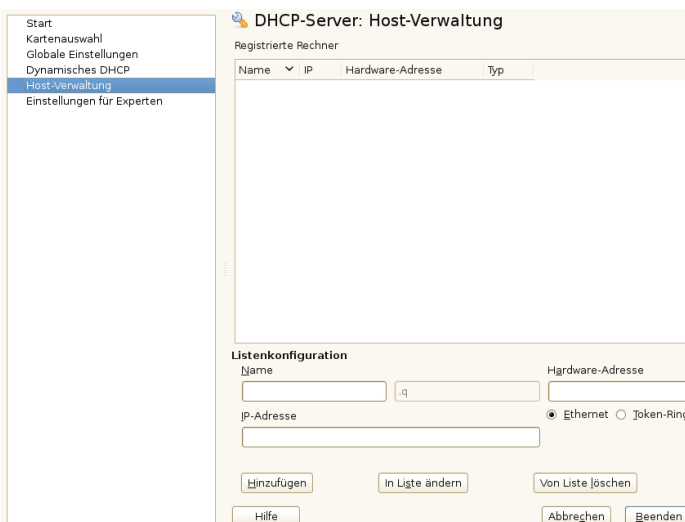 Start
Kartenauswahl
Globale Einstellungen
Dynamisches DHCP
Host-Verwaltung
Einstellungen für Experten
DHCP-Server: Host-Verwaltung
Registrierte Rechner
Name IP Hardware-Adresse Typ
Listenkonfiguration
Name Hardware-Adresse
.q
IP-Adresse Ethernet Token-Ring
Hinzufügen In Liste ändern Von Liste löschen
Hilfe Abbrechen Beenden